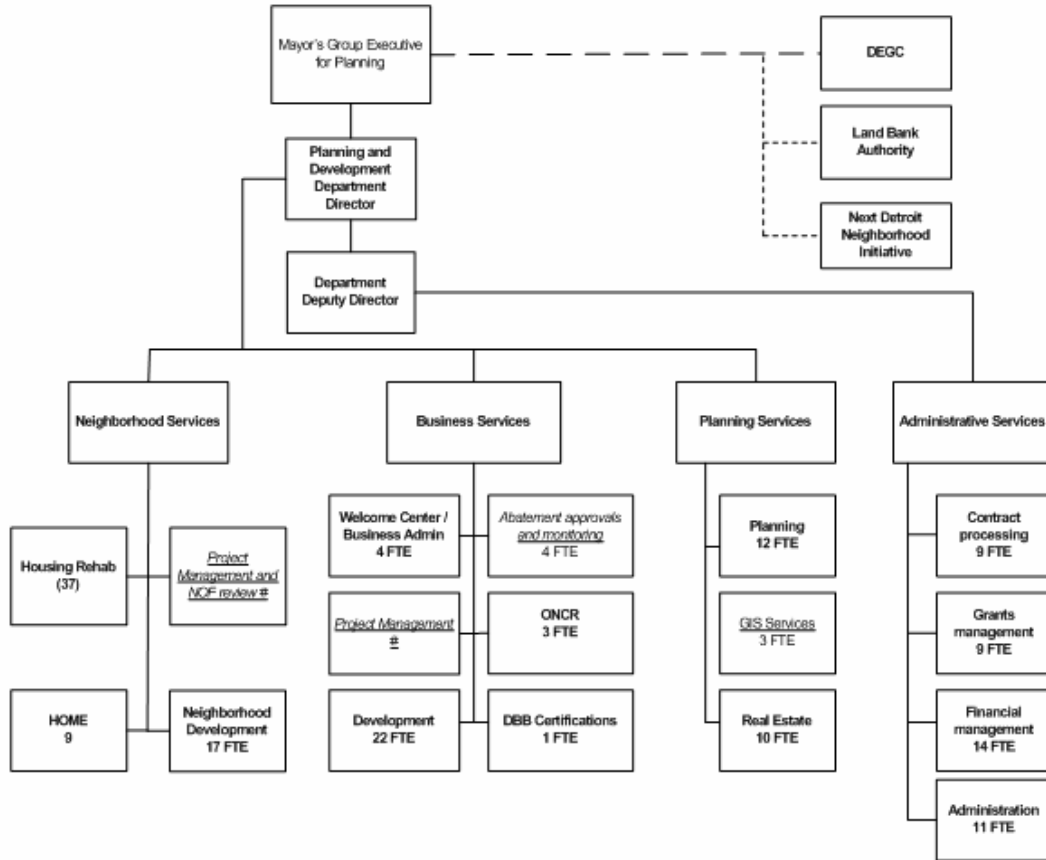 Mayor's Group Executive
for Planning
DEGC
Land Bank
Authority
Planning and
Development
Department
Director
Next Detroit
Neighborhood
Initiative
Department
Deputy Director
Neighborhood Services
Business Services
Planning Services
Administrative Services
Housing Rehab
(37)
Project
Management and
NOF review #
HOME
9
Neighborhood
Development
17 FTE
Welcome Center /
Business Admin
4 FTE
Abatement approvals
and monitoring
4 FTE
Project Management
#
ONCR
3 FTE
Development
22 FTE
DBB Certifications
1 FTE
Planning
12 FTE
GIS Services
3 FTE
Real Estate
10 FTE
Contract
processing
9 FTE
Grants
management
9 FTE
Financial
management
14 FTE
Administration
11 FTE